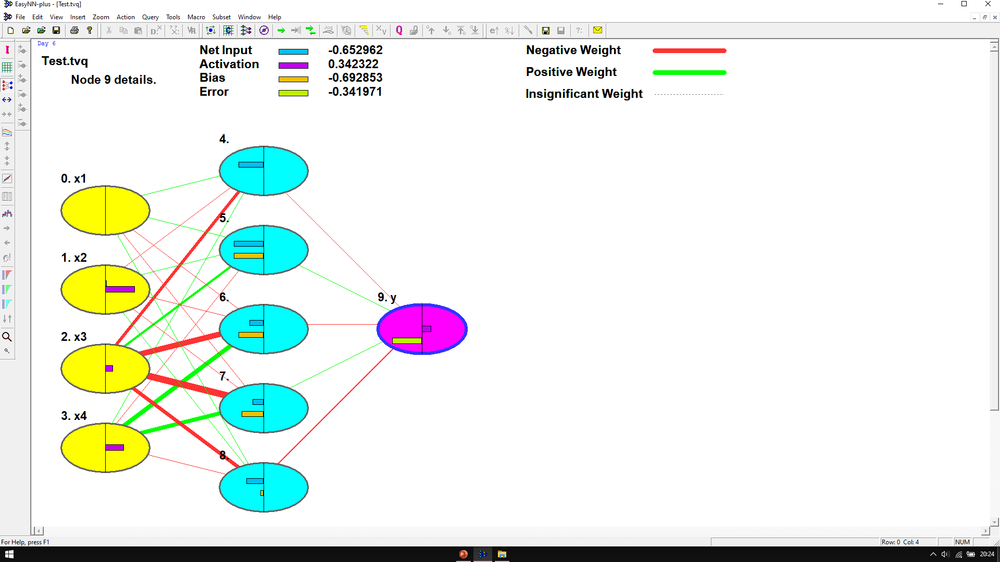 EasyNN-plus - [Test.tvq]
File Edit View Insert Zoom Action Query Tools Macro Subset Window Help
Day 6
Test.tvq
Node 9 details.
Net Input -0.652962
Activation 0.342322
Bias -0.692853
Error -0.341971
Negative Weight
Positive Weight
Insignificant Weight
4.
0. x1
5.
1. x2
6.
9. y
2. x3
7.
3. x4
8.
For Help, press F1
Row: 0 Col: 4
NUM
20:24